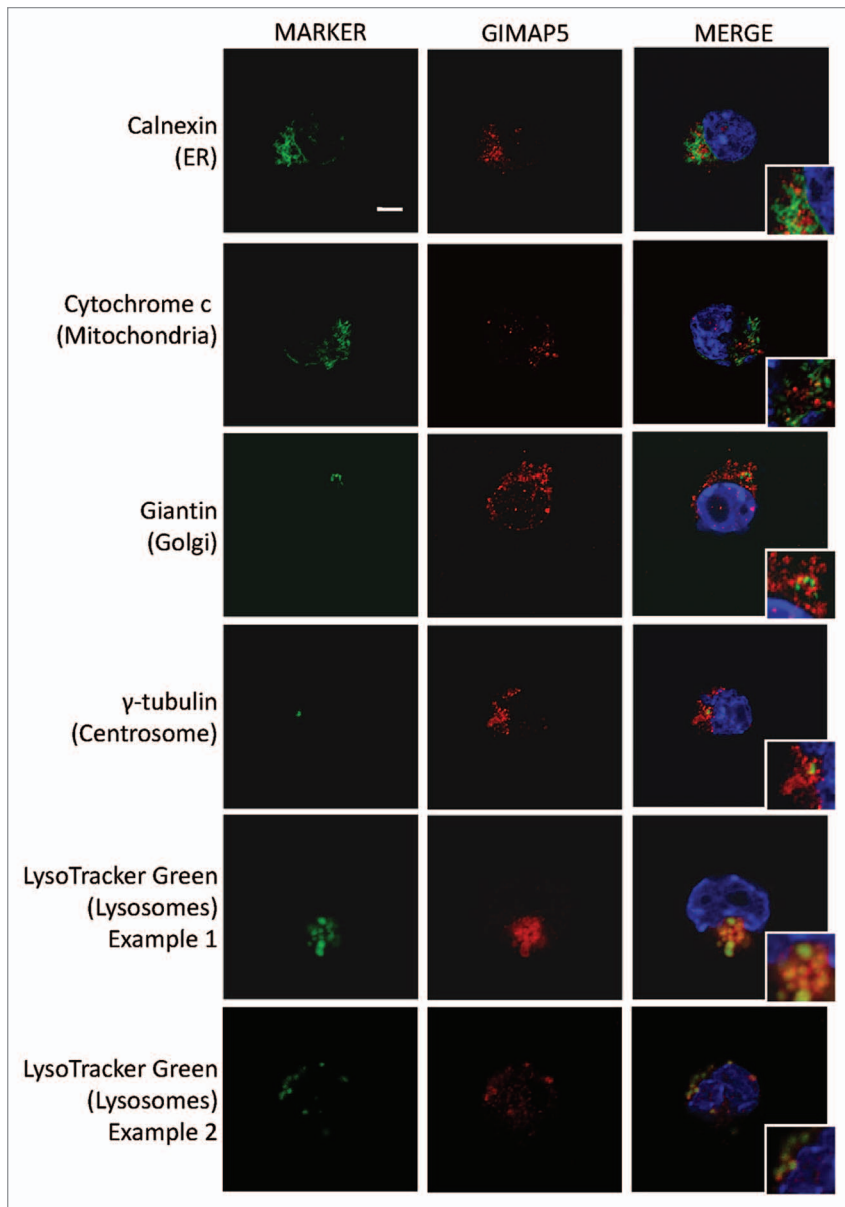 MARKER GIMAP5 MERGE
Calnexin
(ER)
Cytochrome c
(Mitochondria)
Giantin
(Golgi)
γ-tubulin
(Centrosome)
LysoTracker Green
(Lysosomes)
Example 1
LysoTracker Green
(Lysosomes)
Example 2